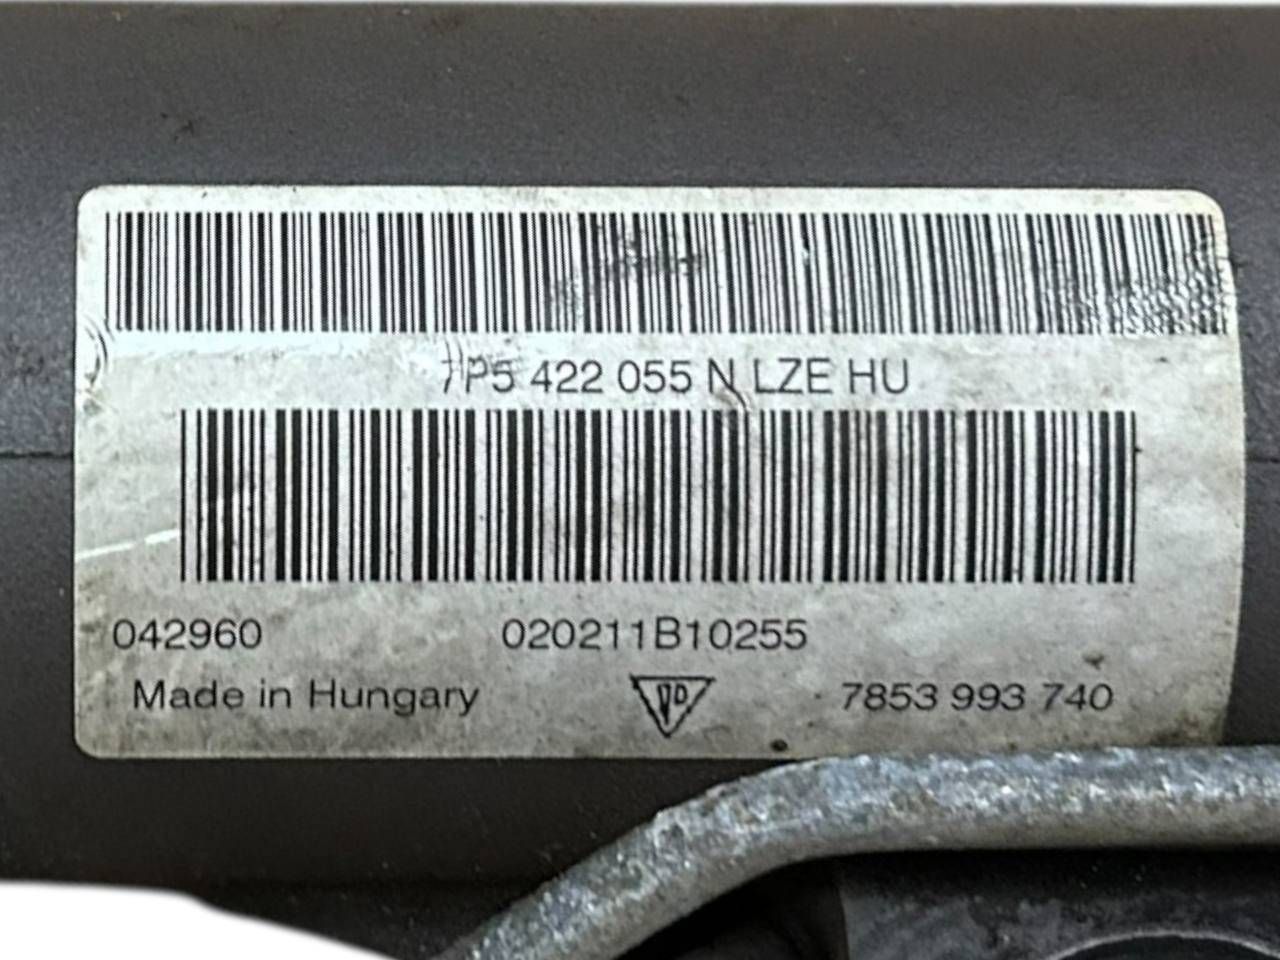 7P5 422 055 N LZE HU
042960 020211B10255
Made in Hungary 7853 993 740